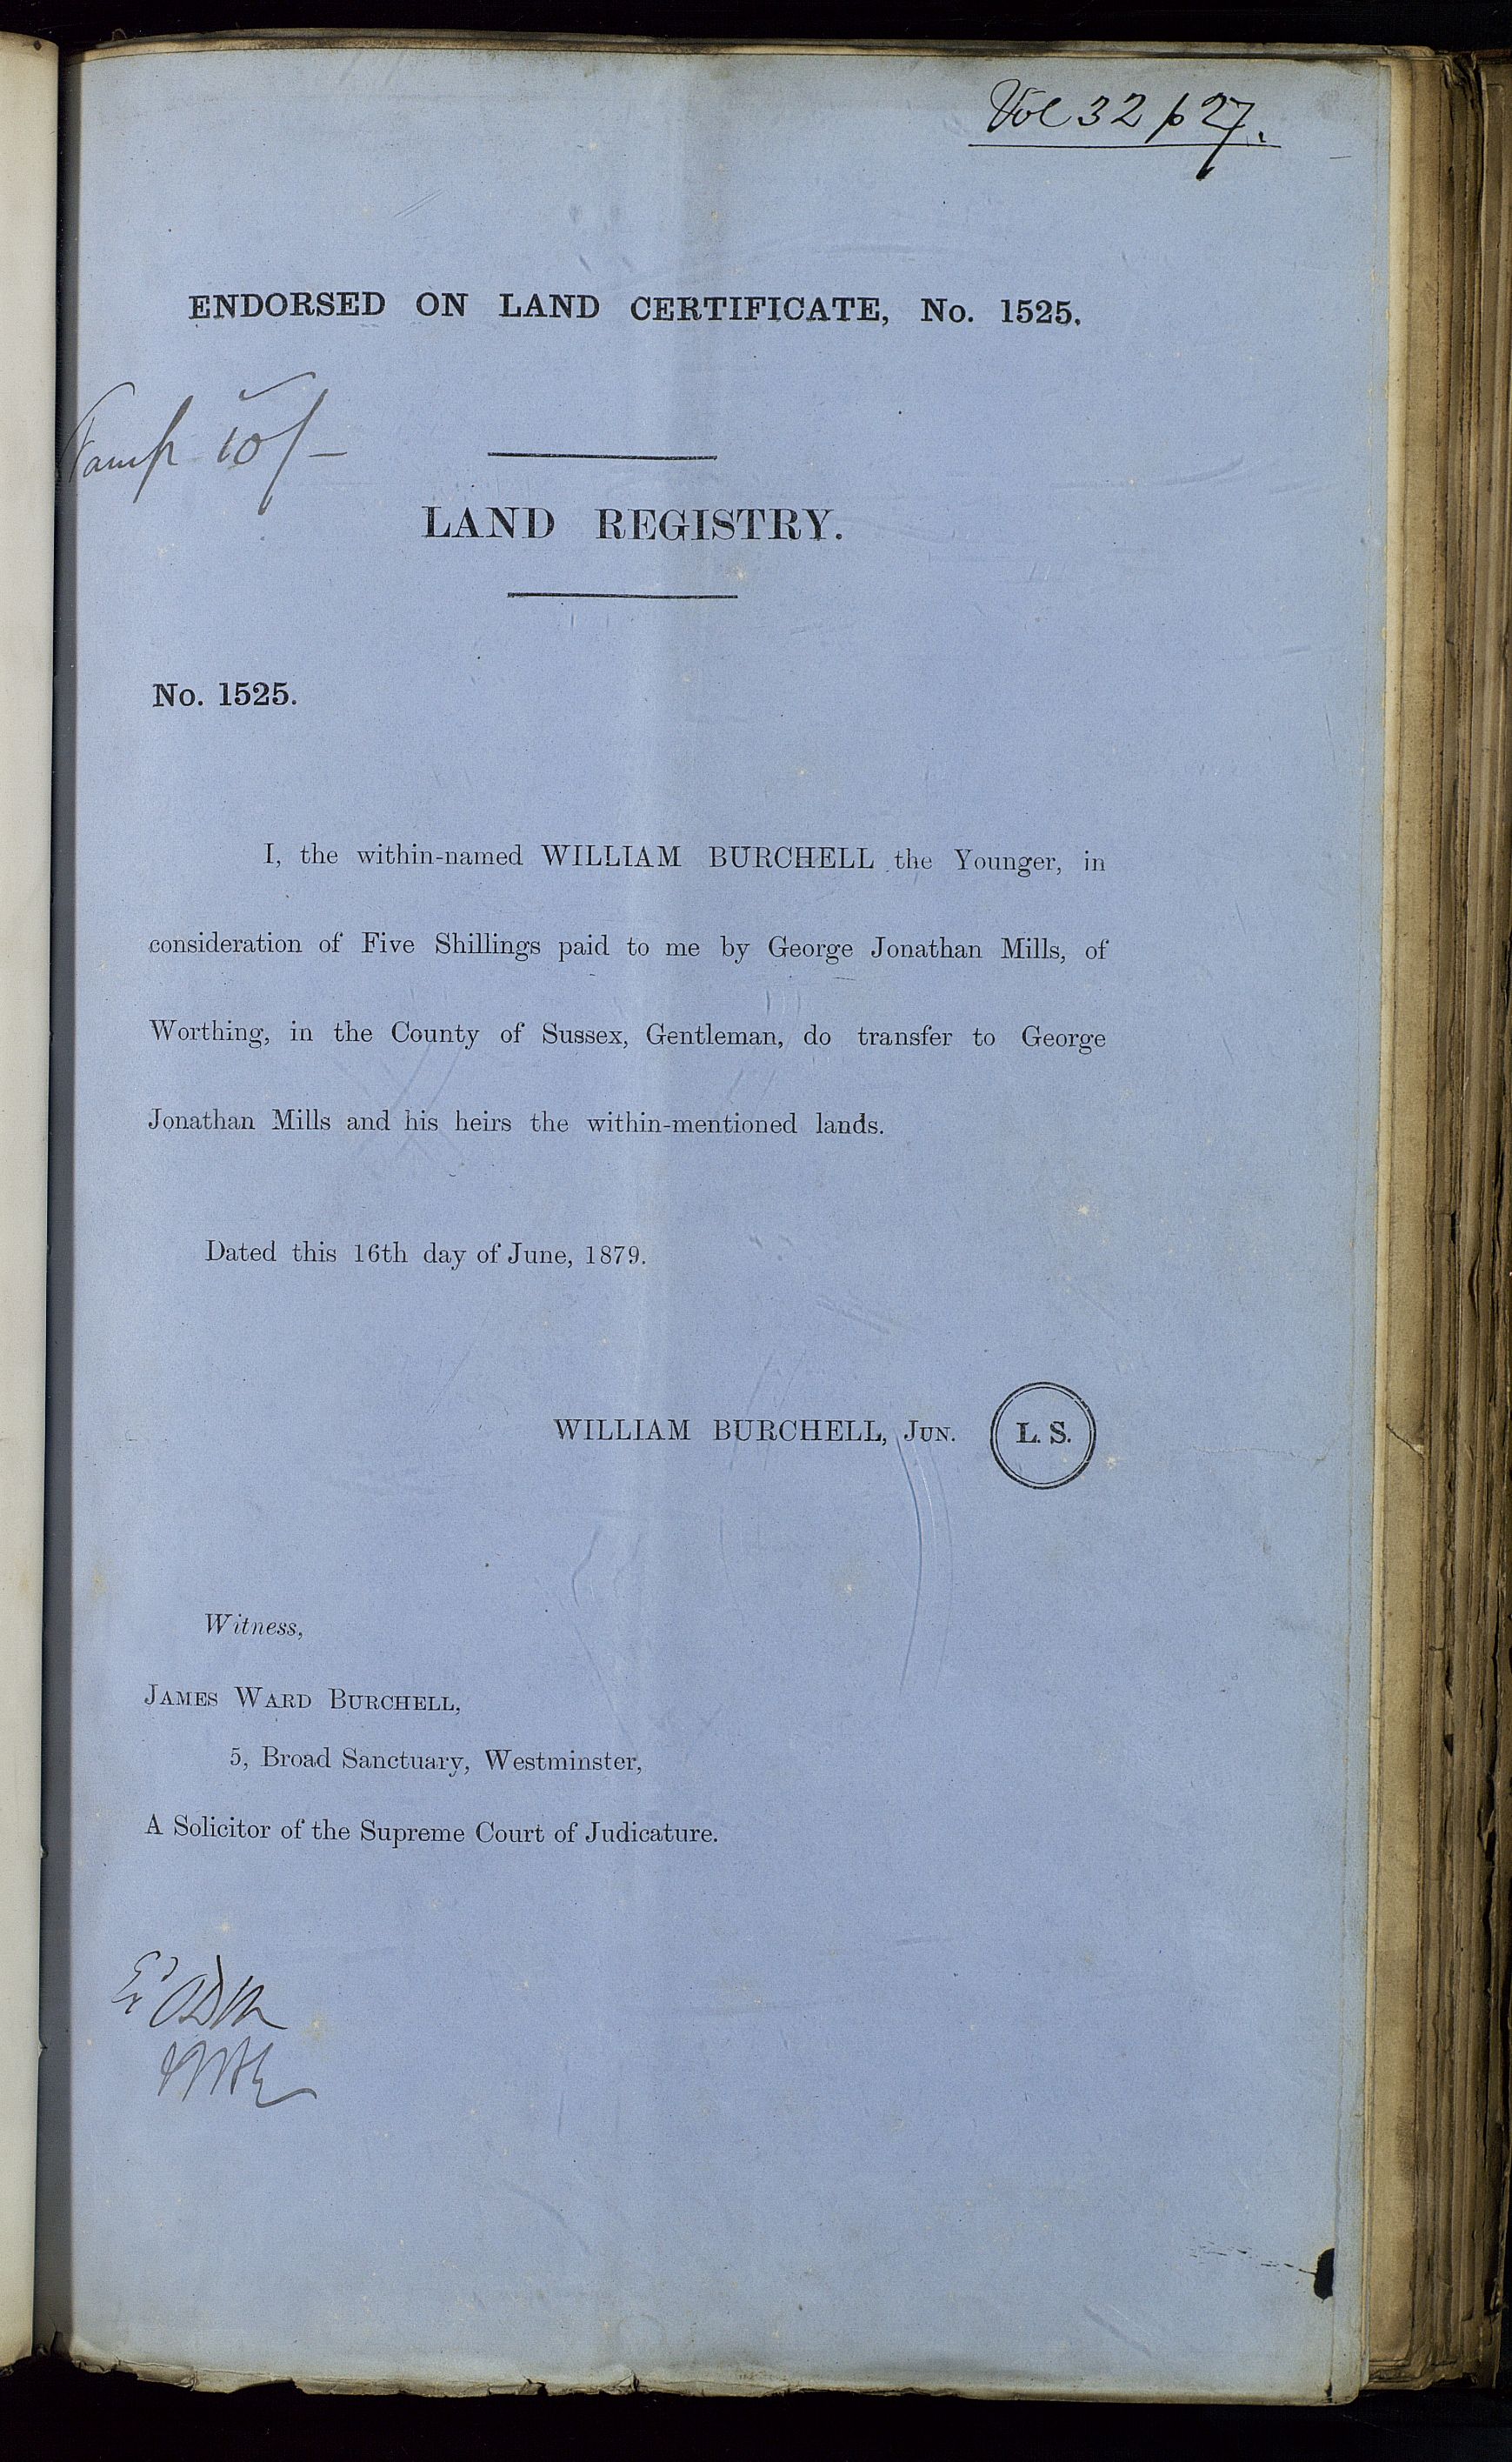 Vol 32 p 27.
ENDORSED ON LAND CERTIFICATE, No. 1525.
Stamp 10/-
LAND REGISTRY.
No. 1525.
I, the within-named WILLIAM BURCHELL the Younger, in
consideration of Five Shillings paid to me by George Jonathan Mills, of
Worthing, in the County of Sussex, Gentleman, do transfer to George
Jonathan Mills and his heirs the within-mentioned lands.
Dated this 16th day of June, 1879.
WILLIAM BURCHELL, JUN. L. S.
Witness,
JAMES WARD BURCHELL,
5, Broad Sanctuary, Westminster,
A Solicitor of the Supreme Court of Judicature.